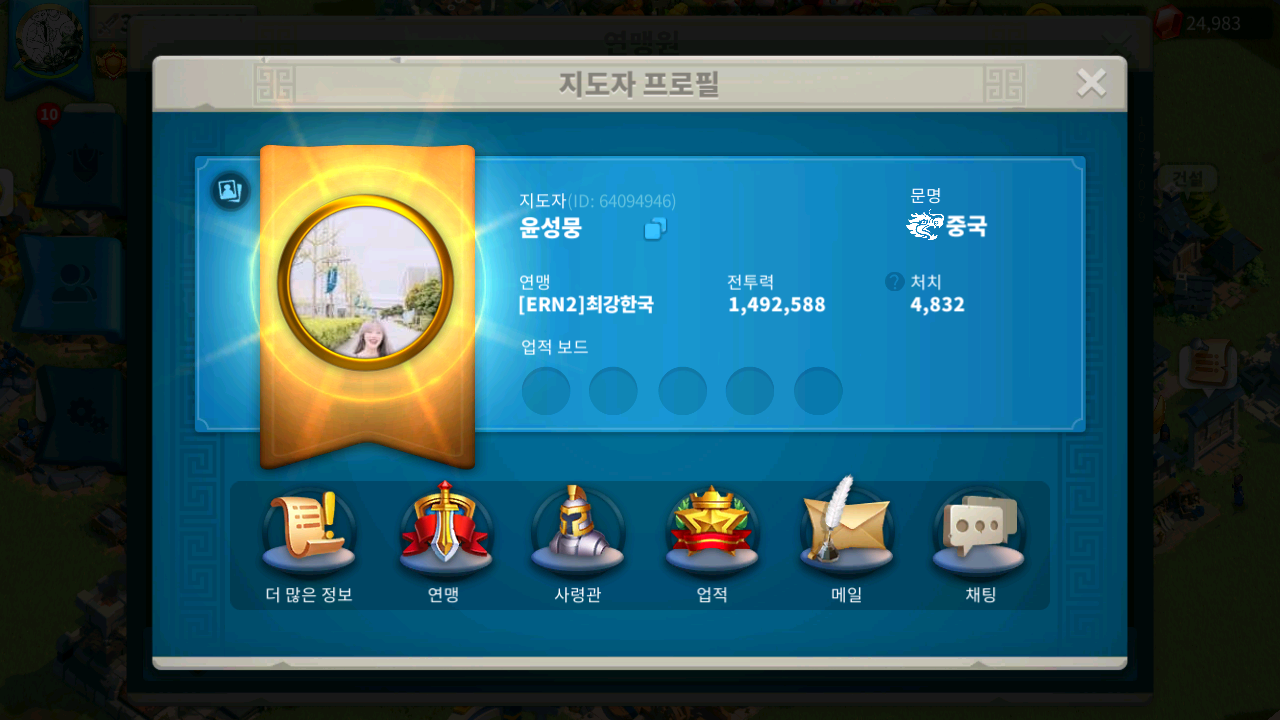 24,983
연맹원
지도자 프로필
10
건설
지도자(ID: 64094946)
윤성뭉
문명
중국
연맹
[ERN2]최강한국
전투력
1,492,588
처치
4,832
업적 보드
더 많은 정보
연맹
사령관
업적
메일
채팅